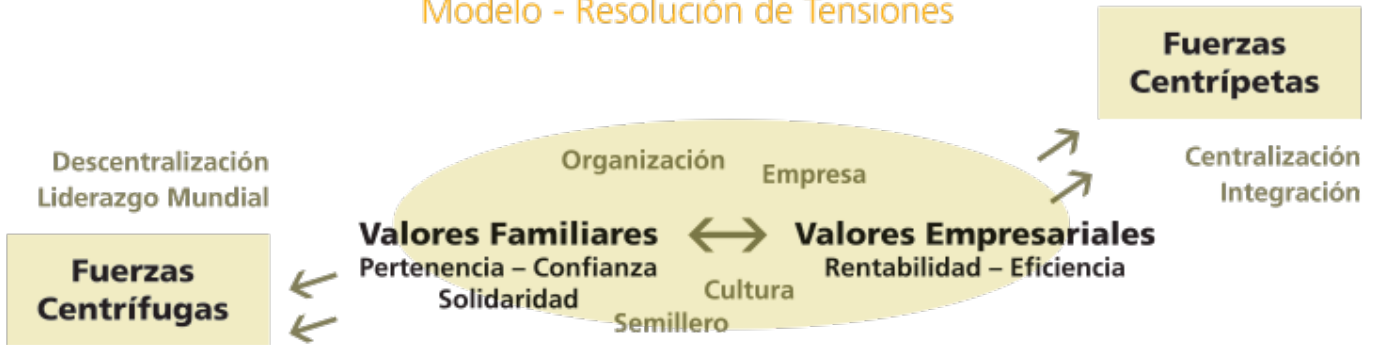 Modelo - Resolución de Tensiones
Fuerzas
Centrípetas
Descentralización
Liderazgo Mundial
Organización
Empresa
Centralización
Integración
Valores Familiares
Pertenencia – Confianza
Solidaridad
Valores Empresariales
Rentabilidad – Eficiencia
Fuerzas
Centrífugas
Cultura
Semillero